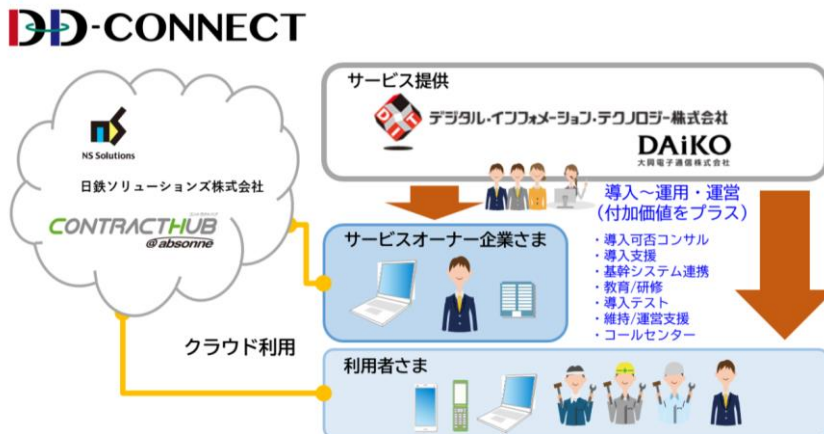 DD-CONNECT
NS Solutions
日鉄ソリューションズ株式会社
CONTRACTHUB
@absonne
サービス提供
DIT
デジタル・インフォメーション・テクノロジー株式会社
DAiKO
大興電子通信株式会社
導入～運用・運営
（付加価値をプラス）
・導入可否コンサル
・導入支援
・基幹システム連携
・教育/研修
・導入テスト
・維持/運営支援
・コールセンター
サービスオーナー企業さま
クラウド利用
利用者さま